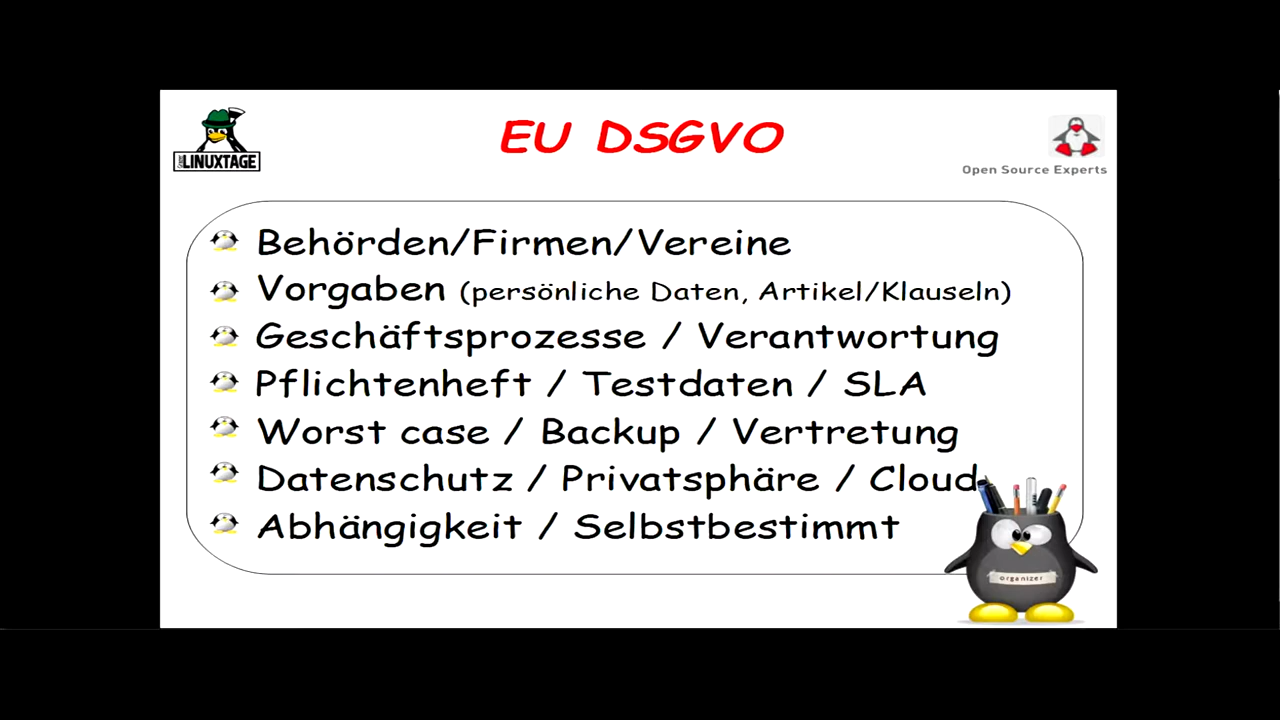 EU DSGVO
LINUXTAGE
Open Source Experts
Behörden/Firmen/Vereine
Vorgaben (persönliche Daten, Artikel/Klauseln)
Geschäftsprozesse / Verantwortung
Pflichtenheft / Testdaten / SLA
Worst case / Backup / Vertretung
Datenschutz / Privatsphäre / Cloud
Abhängigkeit / Selbstbestimmt
organizer